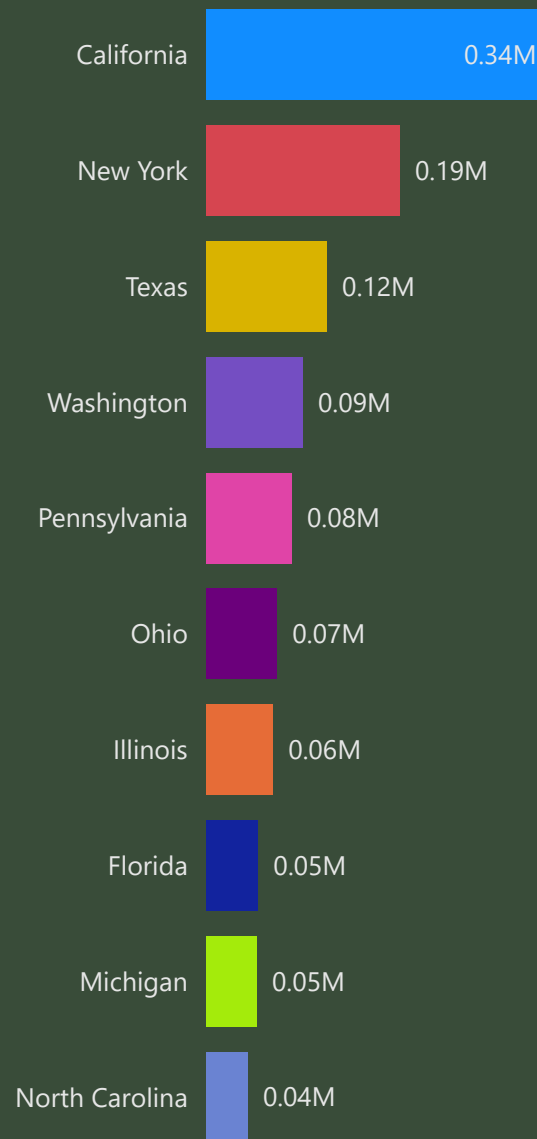 California 0.34M
New York 0.19M
Texas 0.12M
Washington 0.09M
Pennsylvania 0.08M
Ohio 0.07M
Illinois 0.06M
Florida 0.05M
Michigan 0.05M
North Carolina 0.04M